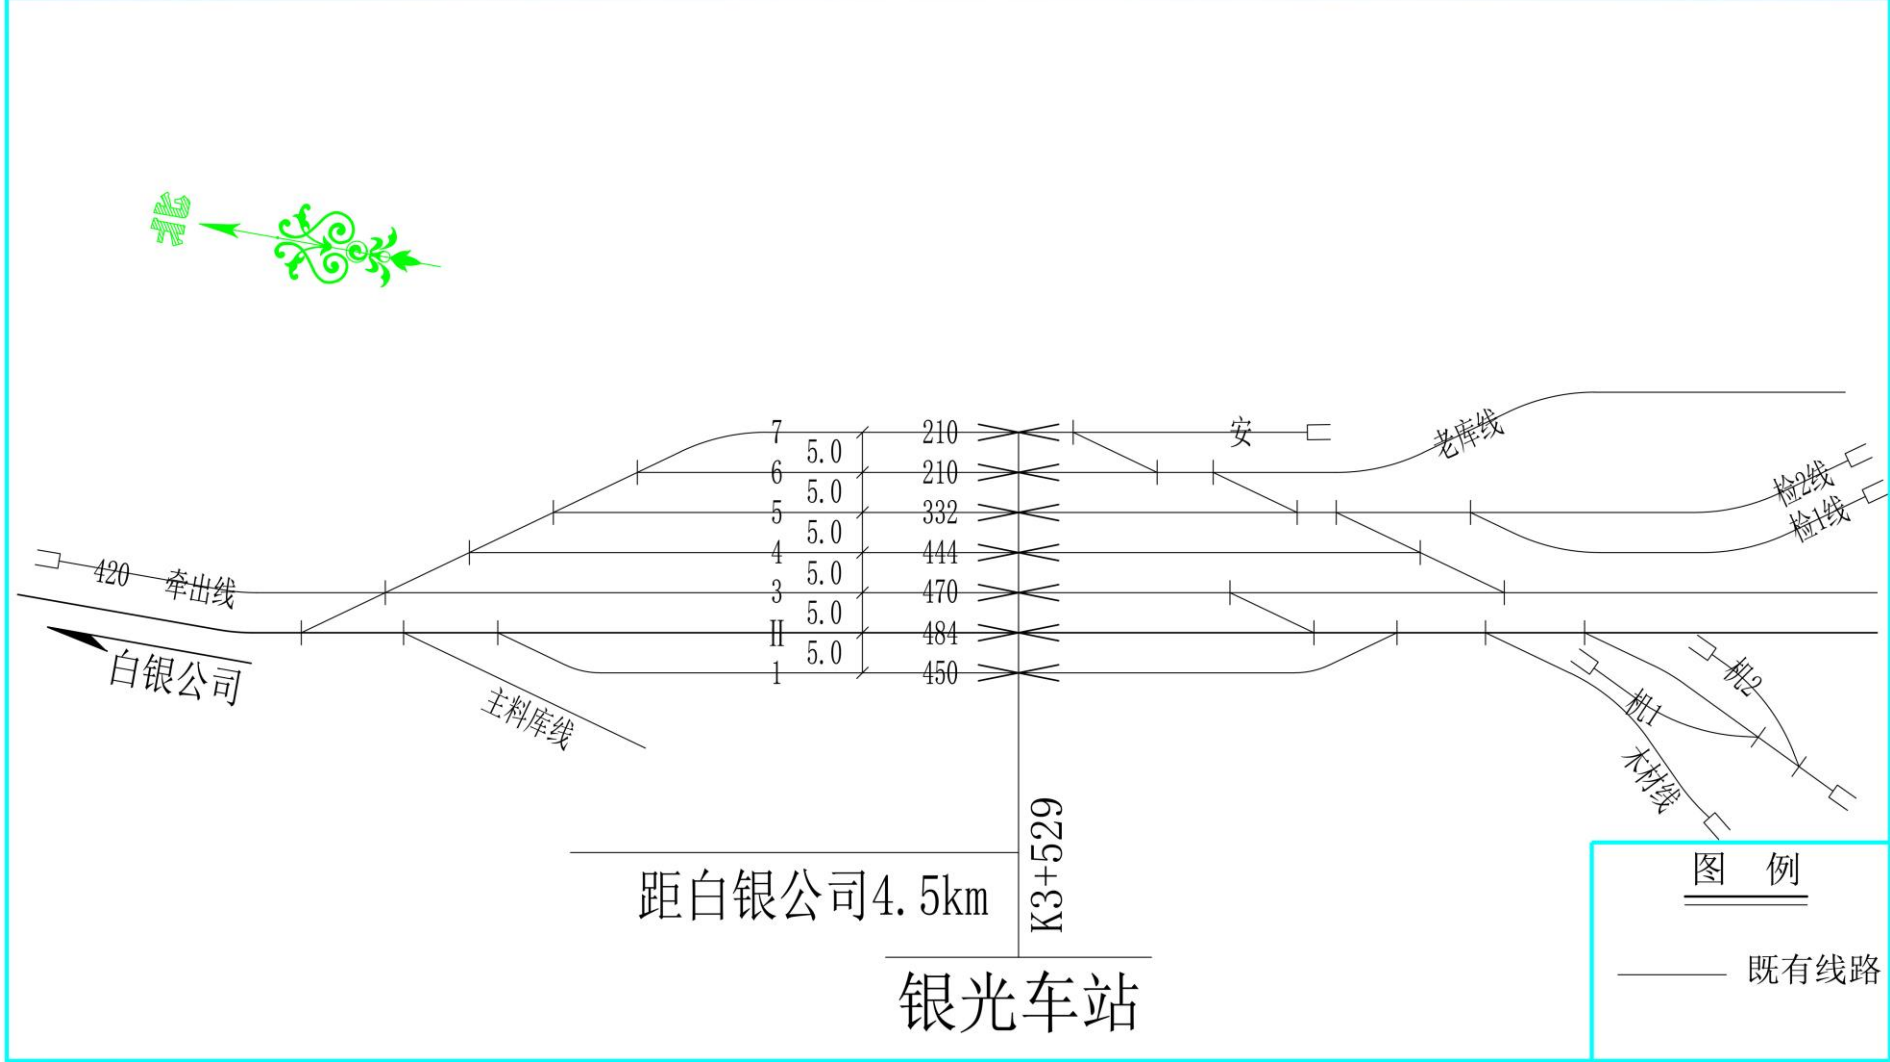 北
7 210 安
5.0
6 210 老库线
5.0
5 332 检2线
检1线
5.0
4 444
5.0
420 牵出线 3 470
5.0
II 484
5.0
白银公司 1 450
主料库线
机2
机1
木材线
K3+529
距白银公司4.5km
银光车站
图 例
既有线路